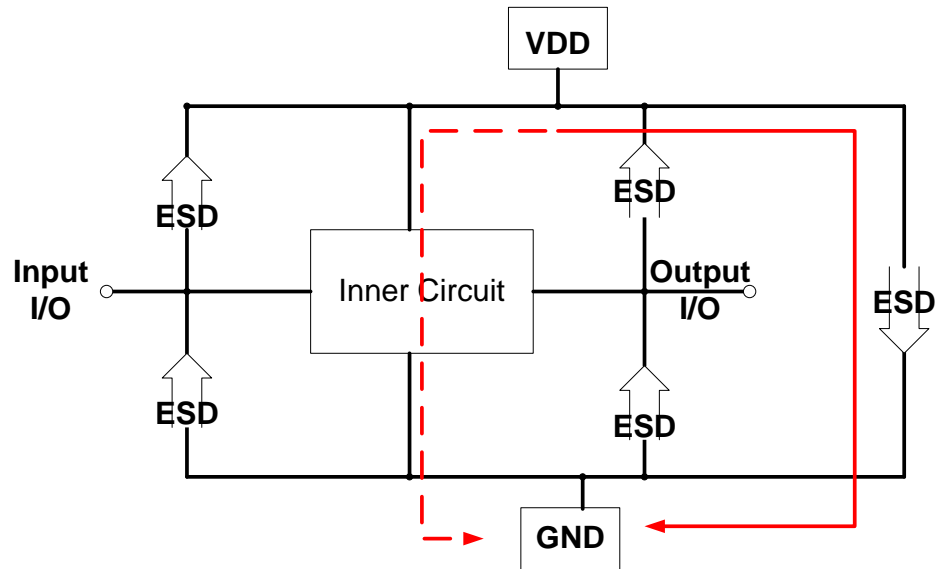 VDD
ESD
ESD
Input
I/O
Inner Circuit
Output
I/O
ESD
ESD
ESD
GND